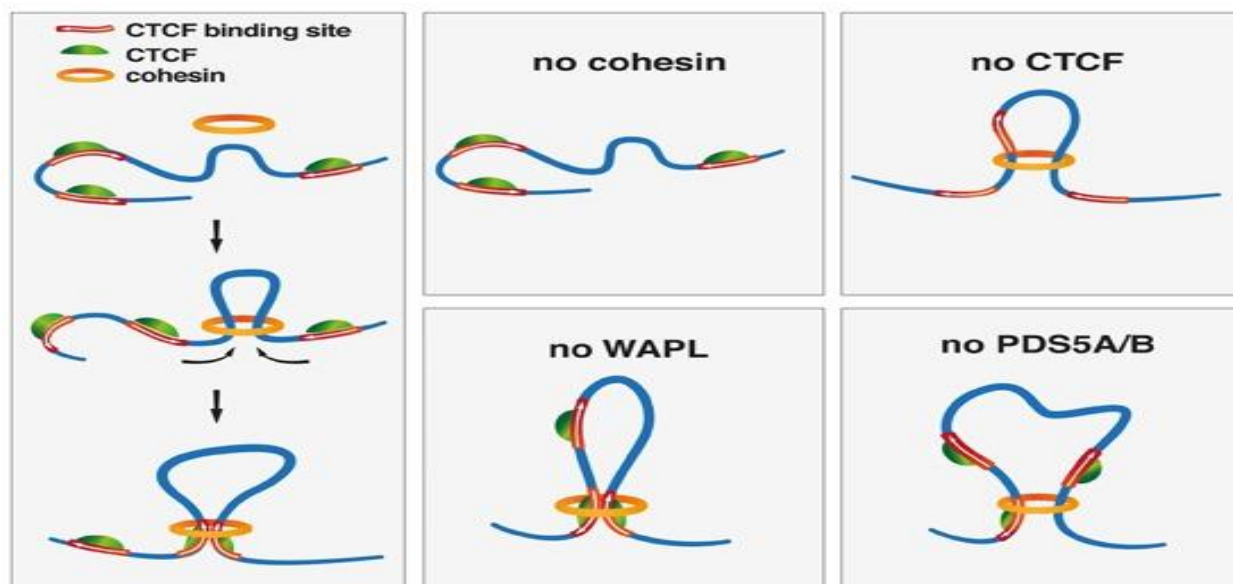 CTCF binding site
CTCF
cohesin
no cohesin
no CTCF
no WAPL
no PDS5A/B